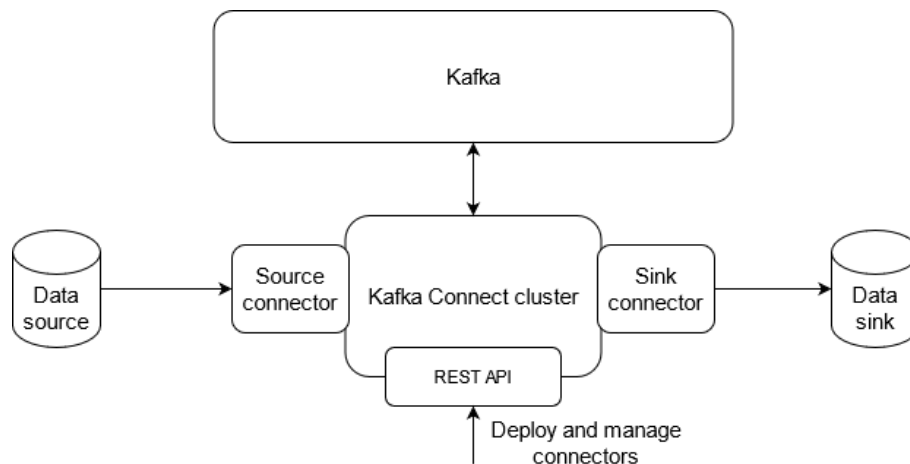 Kafka
Data
source
Source
connector
Kafka Connect cluster
Sink
connector
Data
sink
REST API
Deploy and manage
connectors